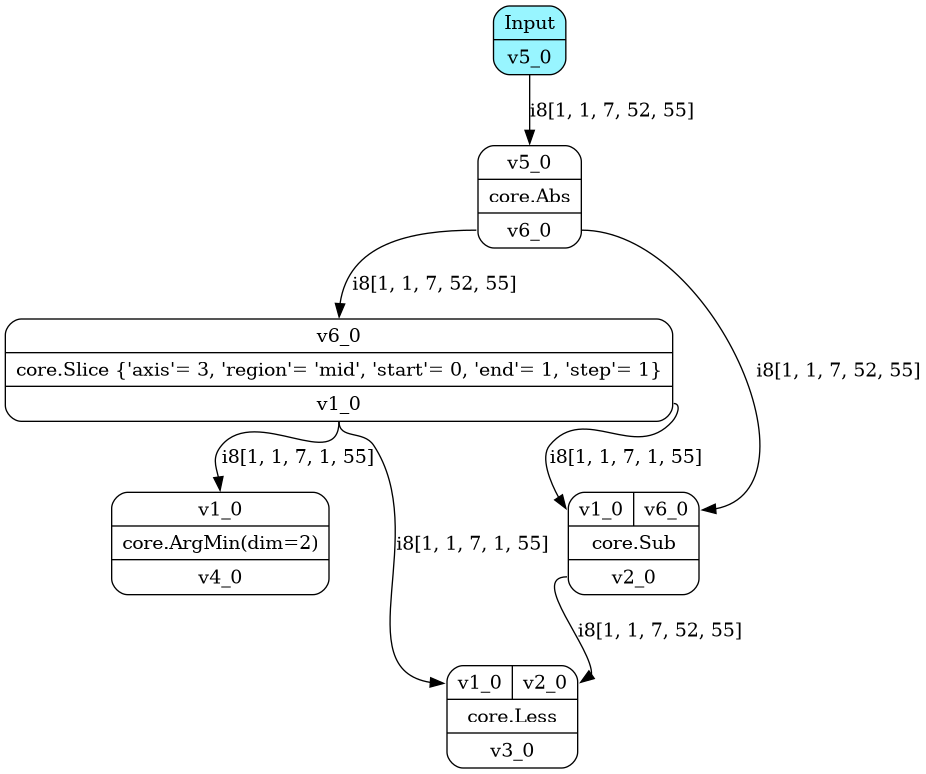 Input
v5_0
i8[1, 1, 7, 52, 55]
v5_0
core.Abs
v6_0
i8[1, 1, 7, 52, 55]
v6_0
core.Slice {'axis'= 3, 'region'= 'mid', 'start'= 0, 'end'= 1, 'step'= 1}
v1_0
i8[1, 1, 7, 52, 55]
i8[1, 1, 7, 1, 55]
i8[1, 1, 7, 1, 55]
v1_0
core.ArgMin(dim=2)
v4_0
i8[1, 1, 7, 1, 55]
v1_0 v6_0
core.Sub
v2_0
i8[1, 1, 7, 52, 55]
v1_0 v2_0
core.Less
v3_0